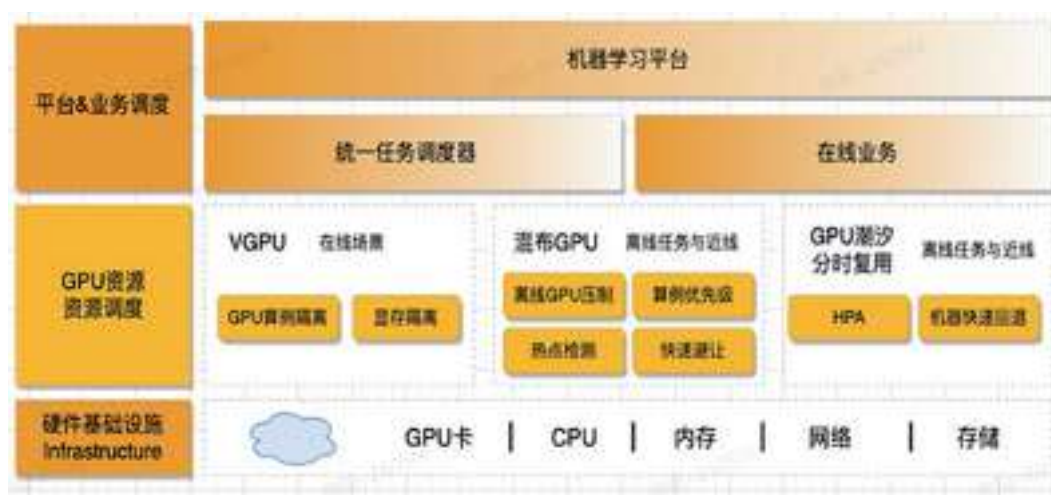 机器学习平台
平台&业务调度
统一任务调度器
在线业务
VGPU 在线场景
混布GPU 离线任务与近线
GPU潮汐
分时复用
离线任务与近线
GPU资源
资源调度
GPU算例隔离
显存隔离
离线GPU压制
算例优先级
HPA
机器快速回退
热点检测
快速避让
硬件基础设施
Infrastructure
GPU卡 | CPU | 内存 | 网络 | 存储